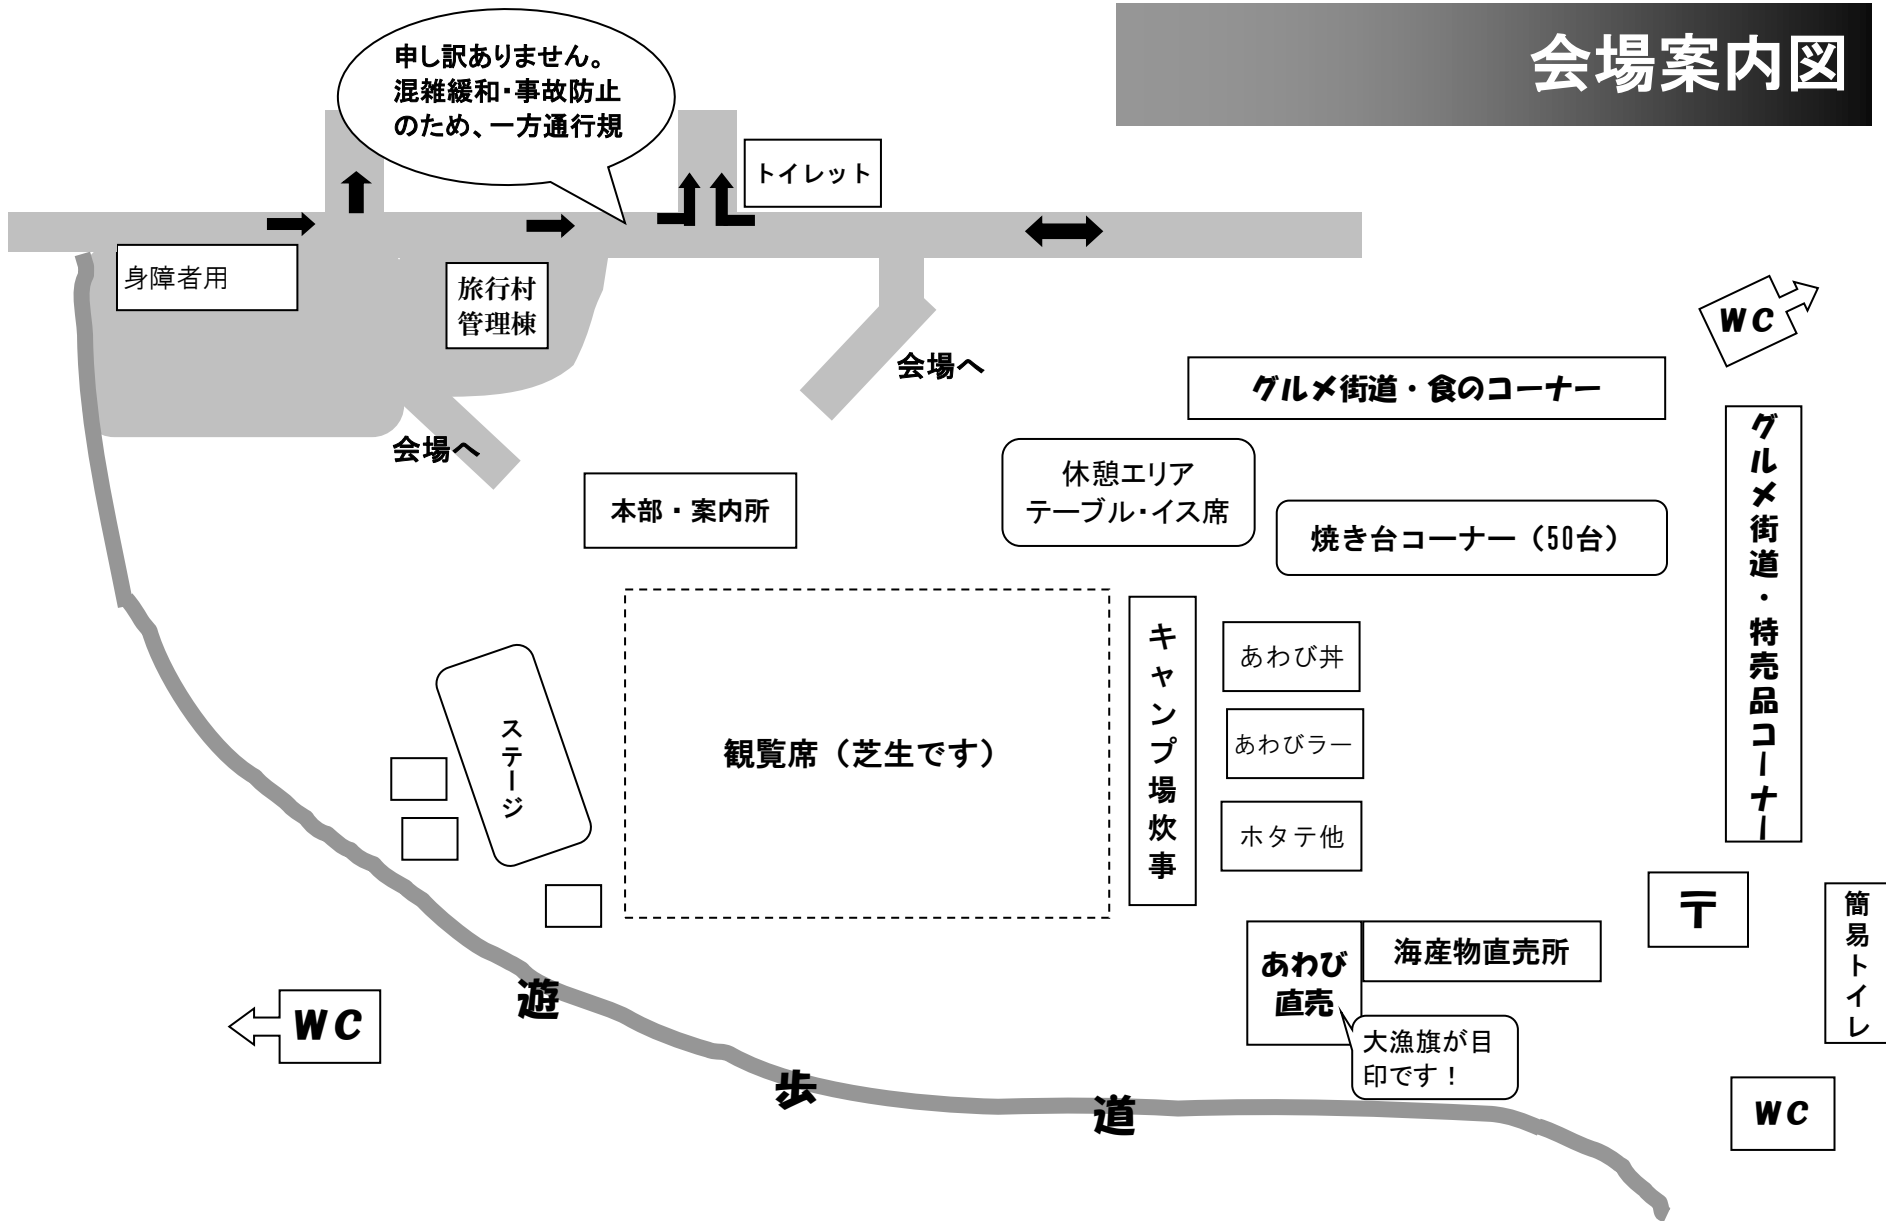 会場案内図
申し訳ありません。
混雑緩和・事故防止
のため、一方通行規
トイレット
身障者用
旅行村
管理棟
会場へ
会場へ
WC
グルメ街道・食のコーナー
グルメ街道・特売品コーナー
休憩エリア
テーブル・イス席
本部・案内所
焼き台コーナー（50台）
ステージ
観覧席（芝生です）
キャンプ場炊事
あわび丼
あわびラー
ホタテ他
〒
簡易トイレ
あわび
直売
海産物直売所
大漁旗が目
印です！
WC
WC
遊歩道